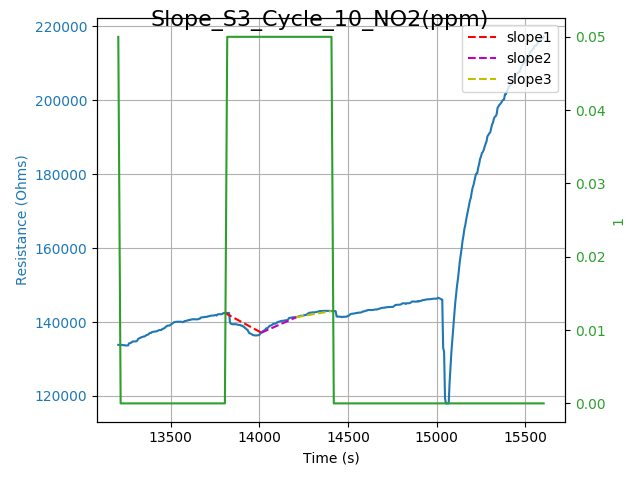 Slope_S3_Cycle_10_NO2(ppm)
slope1
slope2
slope3
220000
200000
180000
160000
140000
120000
Resistance (Ohms)
0.05
0.04
0.03
0.02
0.01
0.00
1
13500 14000 14500 15000 15500
Time (s)